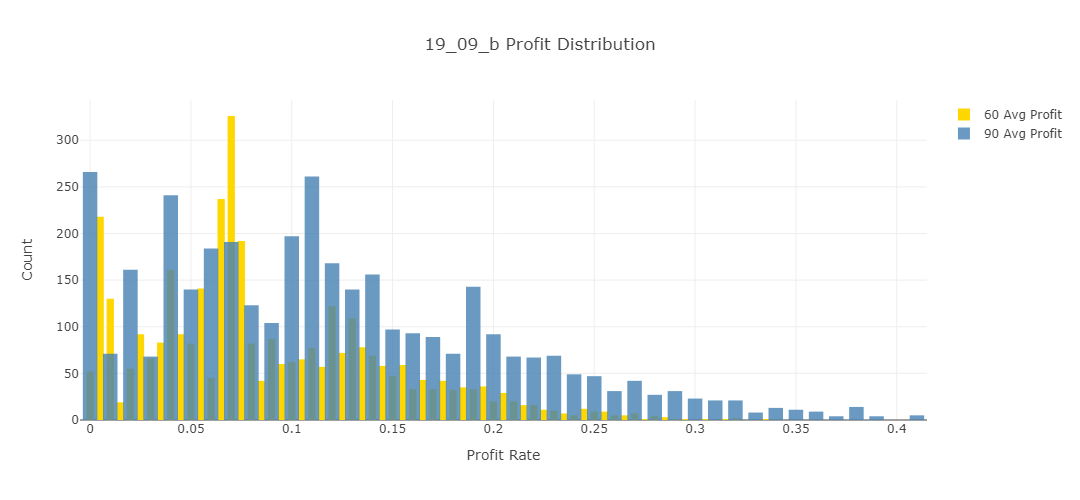 19_09_b Profit Distribution
60 Avg Profit
90 Avg Profit
300
250
200
150
100
50
0
Count
0 0.05 0.1 0.15 0.2 0.25 0.3 0.35 0.4
Profit Rate